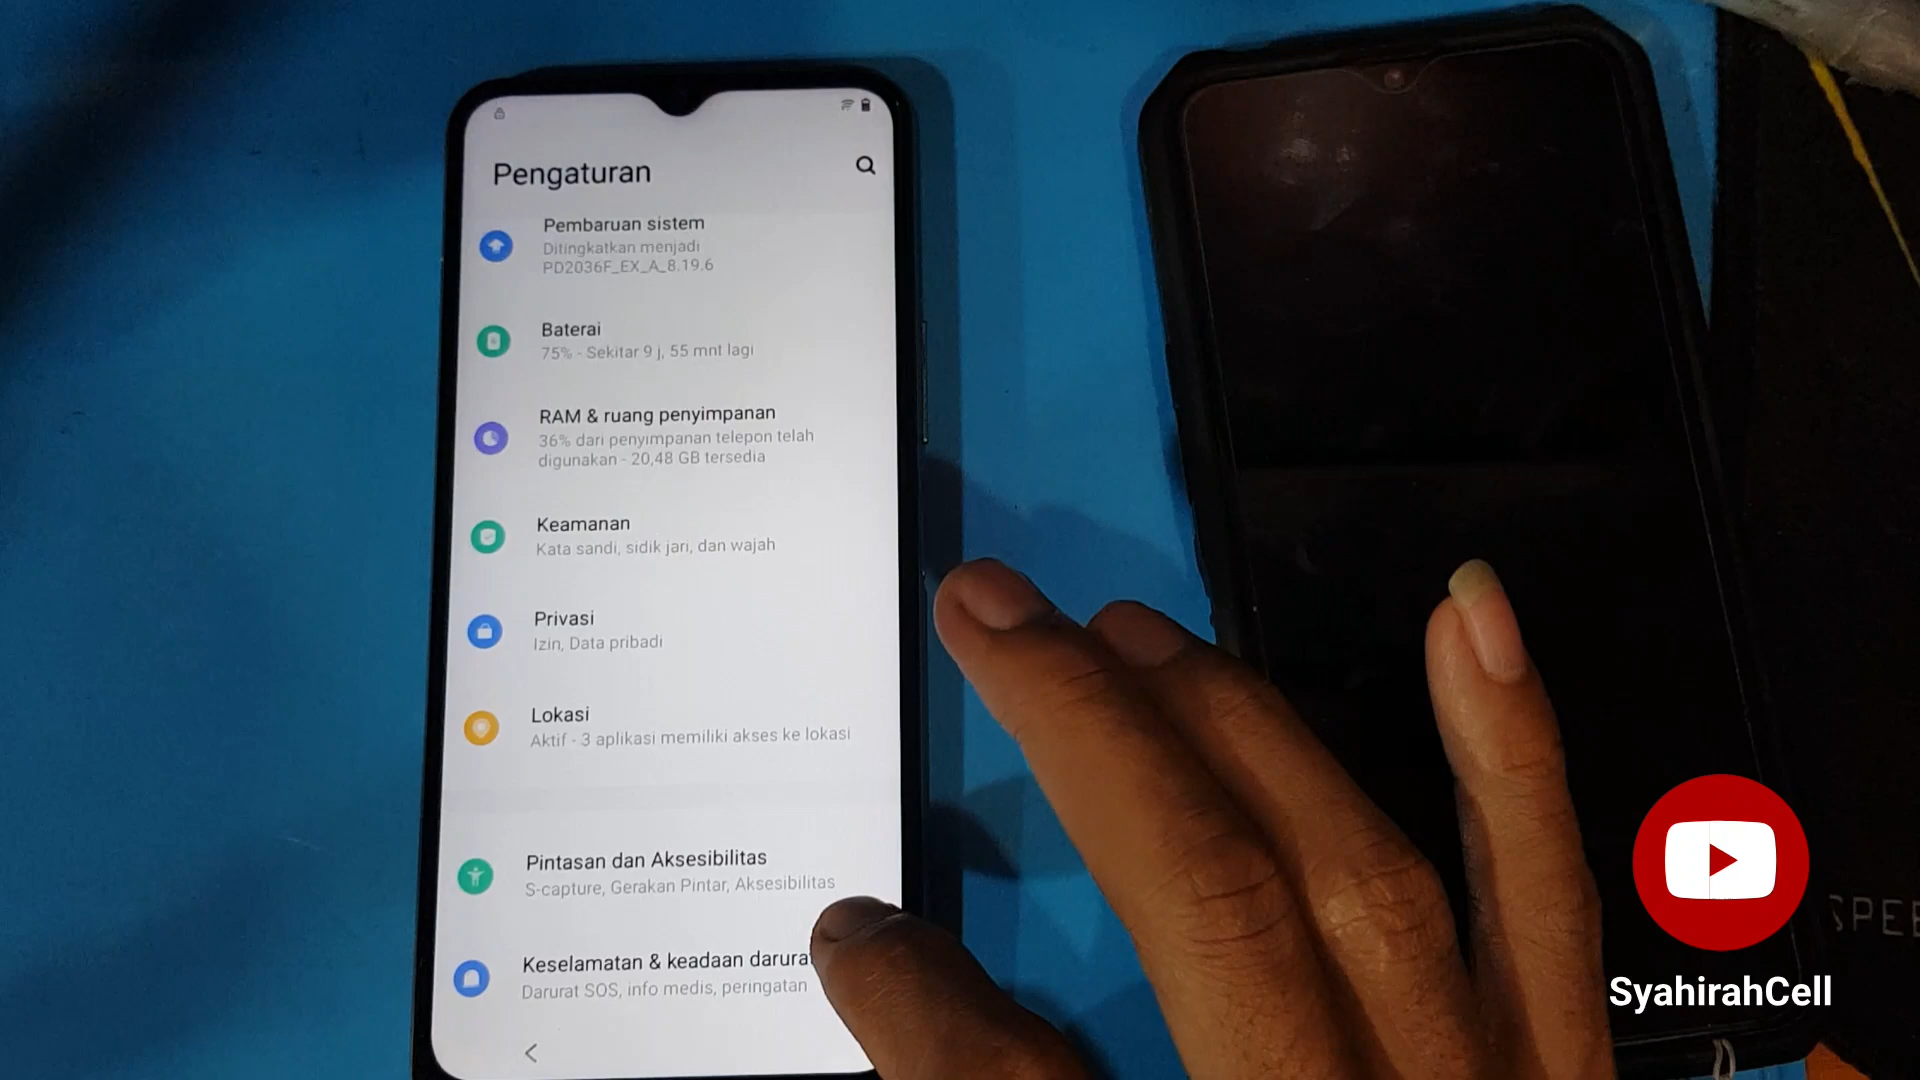 Pengaturan
Pembaruan sistem
Ditingkatkan menjadi
PD2036F_EX_A_8.19.6
Baterai
75% - Sekitar 9 j, 55 mnt lagi
RAM & ruang penyimpanan
36% dari penyimpanan telepon telah
digunakan - 20,48 GB tersedia
Keamanan
Kata sandi, sidik jari, dan wajah
Privasi
Izin, Data pribadi
Lokasi
Aktif - 3 aplikasi memiliki akses ke lokasi
Pintasan dan Aksesibilitas
S-capture, Gerakan Pintar, Aksesibilitas
Keselamatan & keadaan darurat
Darurat SOS, info medis, peringatan
SyahirahCell